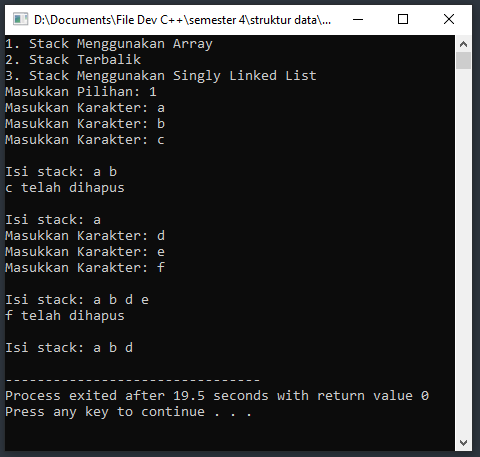 D:\Documents\File Dev C++\semester 4\struktur data\...
1. Stack Menggunakan Array
2. Stack Terbalik
3. Stack Menggunakan Singly Linked List
Masukkan Pilihan: 1
Masukkan Karakter: a
Masukkan Karakter: b
Masukkan Karakter: c
Isi stack: a b
c telah dihapus
Isi stack: a
Masukkan Karakter: d
Masukkan Karakter: e
Masukkan Karakter: f
Isi stack: a b d e
f telah dihapus
Isi stack: a b d
--------------------------------
Process exited after 19.5 seconds with return value 0
Press any key to continue . . .